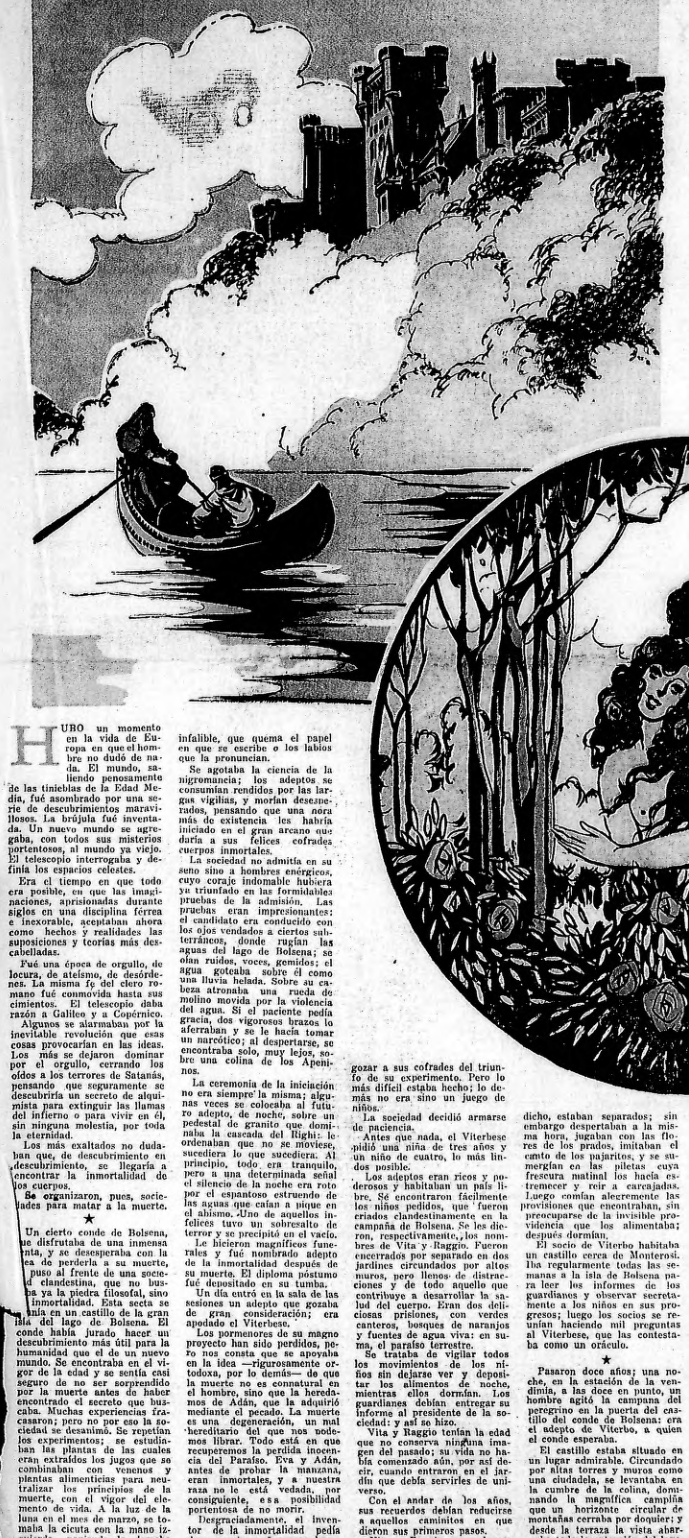 HUBO un momento
en la vida de Eu-
ropa en que el hom-
bre no dudó de na-
da. El mundo, sa-
liendo penosamente
de las tinieblas de la Edad Me-
dia, fué asombrado por una se-
rie de descubrimientos maravi-
llosos. La brújula fué inventa-
da. Un nuevo mundo se agre-
gaba, con todos sus misterios
portentosos, al mundo ya viejo.
El telescopio interrogaba y de-
finía los espacios celestes.
Era el tiempo en que todo
era posible, en que las imagi-
naciones, aprisionadas durante
siglos en una disciplina férrea
e inexorable, aceptaban ahora
como hechos y realidades las
suposiciones y teorías más des-
cabelladas.
Fué una época de orgullo, de
locura, de ateísmo, de desórde-
nes. La misma fe del clero ro-
mano fué conmovida hasta sus
cimientos. El telescopio daba
razón a Galileo y a Copérnico.
Algunos se alarmaban por la
inevitable revolución que esas
cosas provocarían en las ideas.
Los más se dejaron dominar
por el orgullo, cerrando los
oídos a los terrores de Satanás,
pensando que seguramente se
descubriría un secreto de alqui-
mista para extinguir las llamas
del infierno o para vivir en él,
sin ninguna molestia, por toda
la eternidad.
Los más exaltados no duda-
ban que, de descubrimiento en
descubrimiento, se llegaría a
encontrar la inmortalidad de
los cuerpos.
Se organizaron, pues, socie-
dades para matar a la muerte.
★
Un cierto conde de Bolsena,
que disfrutaba de una inmensa
enta, y se desesperaba con la
ea de perderla a su muerte,
puso al frente de una socie-
d clandestina, que no bus-
ba ya la piedra filosofal, sino
inmortalidad. Esta secta se
nía en un castillo de la gran
isla del lago de Bolsena. El
conde había jurado hacer un
descubrimiento más útil para la
humanidad que el de un nuevo
mundo. Se encontraba en el vi-
gor de la edad y se sentía casi
seguro de no ser sorprendido
por la muerte antes de haber
encontrado el secreto que bus-
caba. Muchas experiencias fra-
casaron; pero no por eso la so-
ciedad se desanimó. Se repetían
los experimentos; se estudia-
ban las plantas de las cuales
eran extraídos los jugos que se
combinaban con venenos y
plantas alimenticias para neu-
tralizar los principios de la
muerte, con el vigor del ele-
mento de vida. A la luz de la
luna en el mes de marzo, se to-
maba la cicuta con la mano iz-
infalible, que quema el papel
en que se escribe o los labios
que la pronuncian.
Se agotaba la ciencia de la
nigromancia; los adeptos se
consumían rendidos por las lar-
gas vigilias, y morían desespe-
rados, pensando que una hora
más de existencia les habría
iniciado en el gran arcano que
daría a sus felices cofrades
cuerpos inmortales.
La sociedad no admitía en su
seno sino a hombres enérgicos,
cuyo coraje indomable hubiera
ya triunfado en las formidables
pruebas de la admisión. Las
pruebas eran impresionantes:
el candidato era conducido con
los ojos vendados a ciertos sub-
terráneos, donde rugían las
aguas del lago de Bolsena; se
oían ruidos, voces, gemidos; el
agua goteaba sobre él como
una lluvia helada. Sobre su ca-
beza atronaba una rueda de
molino movida por la violencia
del agua. Si el paciente pedía
gracia, dos vigorosos brazos lo
aferraban y se le hacía tomar
un narcótico; al despertarse, se
encontraba solo, muy lejos, so-
bre una colina de los Apeni-
nos.
La ceremonia de la iniciación
no era siempre la misma; algu-
nas veces se colocaba al futu-
ro adepto, de noche, sobre un
pedestal de granito que domi-
naba la cascada del Righi: le
ordenaban que no se moviese,
sucediera lo que sucediera. Al
principio, todo era tranquilo,
pero a una determinada señal
el silencio de la noche era roto
por el espantoso estruendo de
las aguas que caían a pique en
el abismo. Uno de aquellos in-
felices tuvo un sobresalto de
terror y se precipitó en el vacío.
Le hicieron magníficos fune-
rales y fué nombrado adepto
de la inmortalidad después de
su muerte. El diploma póstumo
fué depositado en su tumba.
Un día entró en la sala de las
sesiones un adepto que gozaba
de gran consideración; era
apodado el Viterbese.
Los pormenores de su magno
proyecto han sido perdidos, pe-
ro nos consta que se apoyaba
en la idea —rigurosamente or-
todoxa, por lo demás— de que
la muerte no es connatural en
el hombre, sino que la hereda-
mos de Adán, que la adquirió
mediante el pecado. La muerte
es una degeneración, un mal
hereditario del que nos pode-
mos librar. Todo está en que
recuperemos la perdida inocen-
cia del Paraíso. Eva y Adán,
antes de probar la manzana,
eran inmortales, y a nuestra
raza no le está vedada, por
consiguiente, esa posibilidad
portentosa de no morir.
Desgraciadamente, el inven-
tor de la inmortalidad pedía
gozar a sus cofrades del triun-
fo de su experimento. Pero lo
más difícil estaba hecho; lo de-
más no era sino un juego de
niños.
La sociedad decidió armarse
de paciencia.
Antes que nada, el Viterbese
pidió una niña de tres años y
un niño de cuatro, lo más lin-
dos posible.
Los adeptos eran ricos y po-
derosos y habitaban un país li-
bre. Se encontraron fácilmente
los niños pedidos, que fueron
criados clandestinamente en la
campaña de Bolsena. Se les die-
ron, respectivamente, los nom-
bres de Vita y Raggio. Fueron
encerrados por separado en dos
jardines circundados por altos
muros, pero llenos de distrac-
ciones y de todo aquello que
contribuye a desarrollar la sa-
lud del cuerpo. Eran dos deli-
ciosas prisiones, con verdes
canteros, bosques de naranjos
y fuentes de agua viva: en su-
ma, el paraíso terrestre.
Se trataba de vigilar todos
los movimientos de los ni-
ños sin dejarse ver y deposi-
tar los alimentos de noche,
mientras ellos dormían. Los
guardianes debían entregar su
informe al presidente de la so-
ciedad: y así se hizo.
Vita y Raggio tenían la edad
que no conserva ninguna ima-
gen del pasado; su vida no ha-
bía comenzado aún, por así de-
cir, cuando entraron en el jar-
dín que debía servirles de uni-
verso.
Con el andar de los años,
sus recuerdos debían reducirse
a aquellos caminitos en que
dieron sus primeros pasos.
dicho, estaban separados; sin
embargo despertaban a la mis-
ma hora, jugaban con las flo-
res de los prados, imitaban el
canto de los pajaritos, y se su-
mergían en las piletas cuya
frescura matinal los hacía es-
tremecer y reir a carcajadas.
Luego comían alegremente las
provisiones que encontraban, sin
preocuparse de la invisible pro-
videncia que los alimentaba;
después dormían.
El socio de Viterbo habitaba
un castillo cerca de Monterosi.
Iba regularmente todas las se-
manas a la isla de Bolsena pa-
ra leer los informes de los
guardianes y observar secreta-
mente a los niños en sus pro-
gresos; luego los socios se re-
unían haciendo mil preguntas
al Viterbese, que las contesta-
ba como un oráculo.
★
Pasaron doce años; una no-
che, en la estación de la ven-
dimia, a las doce en punto, un
hombre agitó la campana del
peregrino en la puerta del cas-
tillo del conde de Bolsena: era
el adepto de Viterbo, a quien
el conde esperaba.
El castillo estaba situado en
un lugar admirable. Circundado
por altas torres y muros como
una ciudadela, se levantaba en
la cumbre de la colina, domi-
nando la magnífica campiña
que un horizonte circular de
montañas cerraba por doquier; y
desde la terraza la vista abar-